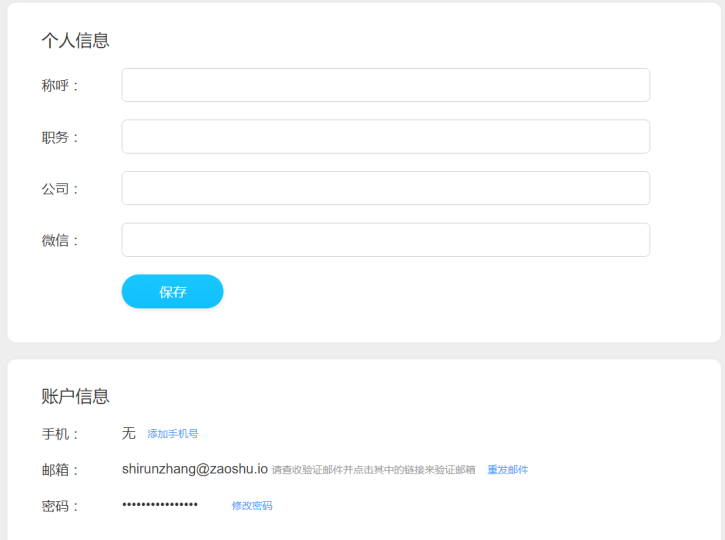 个人信息
称呼：
职务：
公司：
微信：
保存
账户信息
手机： 无 添加手机号
邮箱： shirunzhang@zaoshu.io 请查收验证邮件并点击其中的链接来验证邮箱 重发邮件
密码： •••••••••••••••• 修改密码